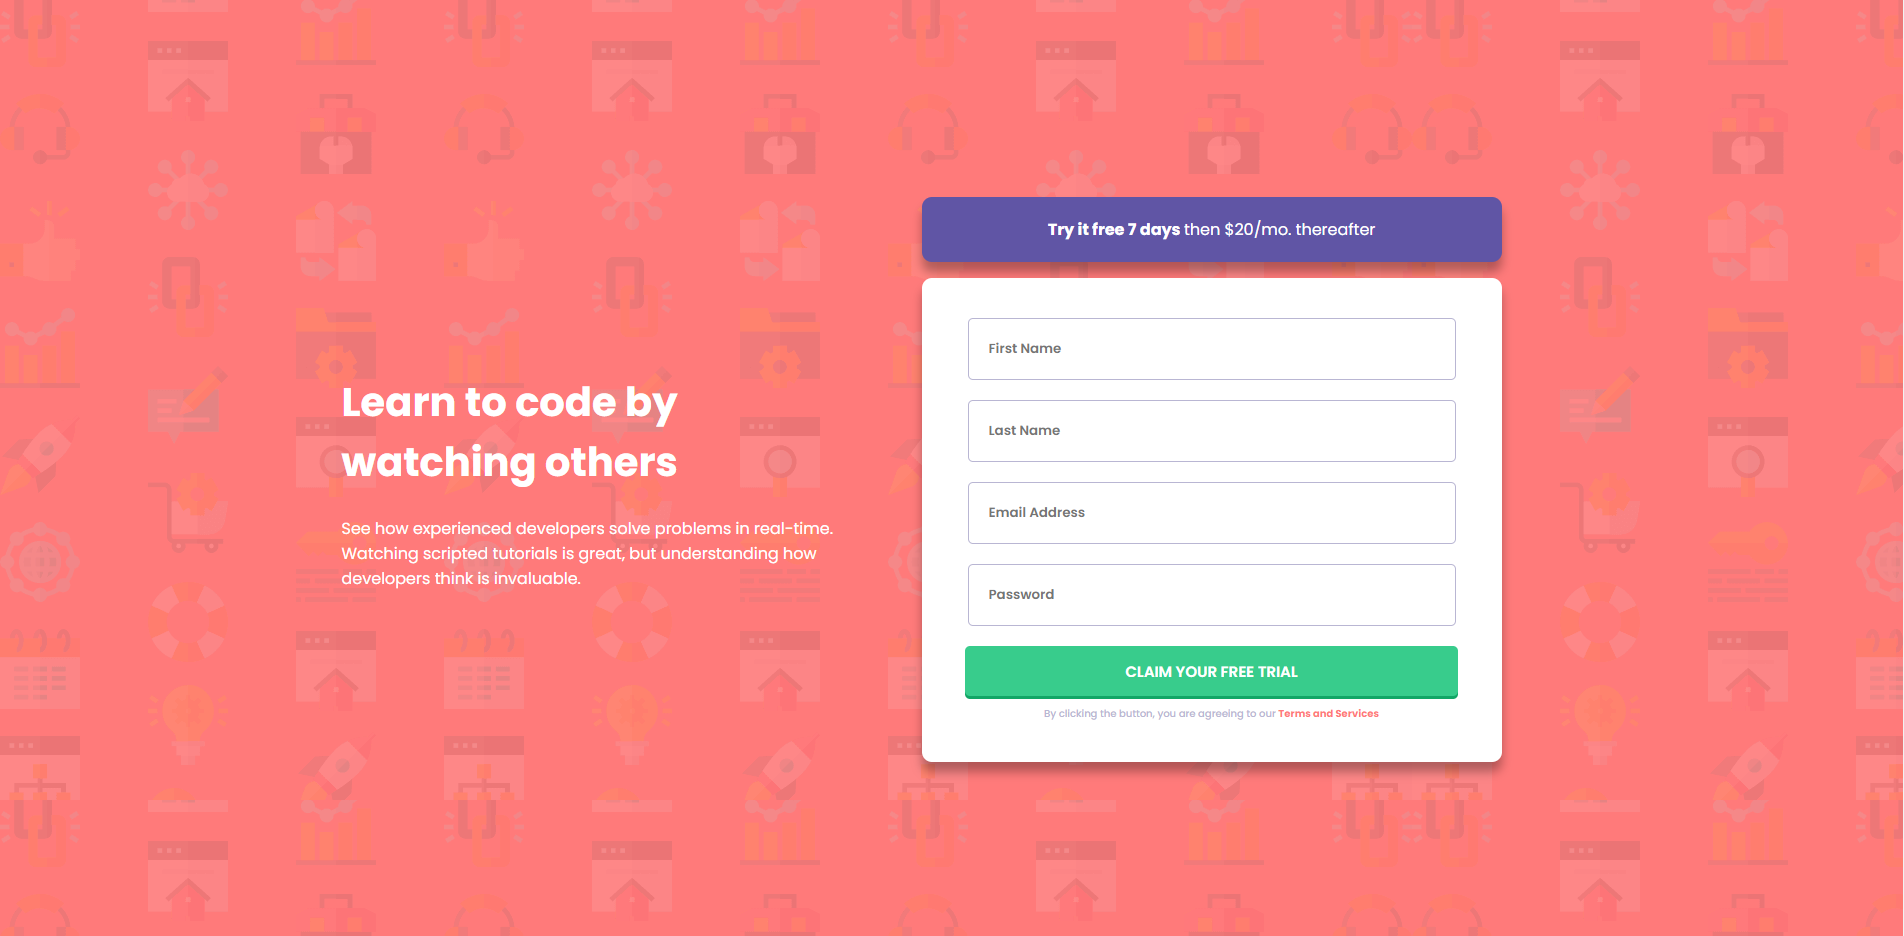 Learn to code by
watching others
See how experienced developers solve problems in real-time.
Watching scripted tutorials is great, but understanding how
developers think is invaluable.
Try it free 7 days then $20/mo. thereafter
First Name
Last Name
Email Address
Password
CLAIM YOUR FREE TRIAL
By clicking the button, you are agreeing to our Terms and Services